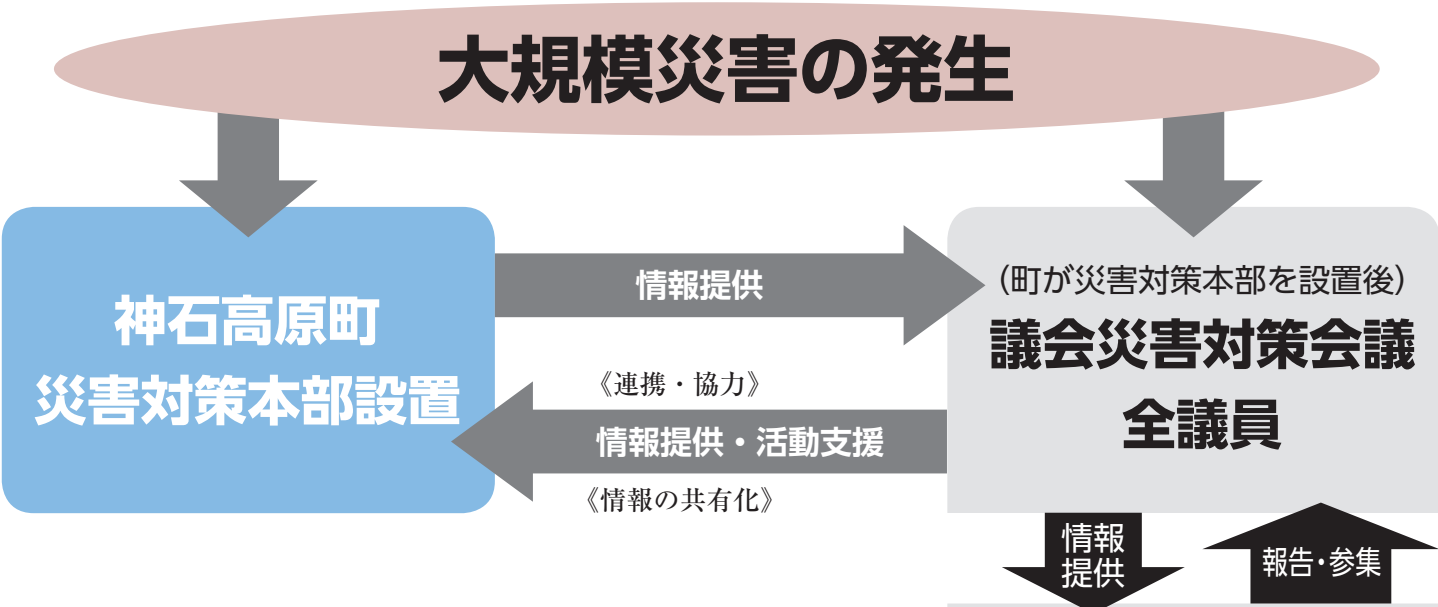 大規模災害の発生
神石高原町
災害対策本部設置
情報提供
《連携・協力》
情報提供・活動支援
《情報の共有化》
（町が災害対策本部を設置後）
議会災害対策会議
全議員
情報
提供
報告・参集